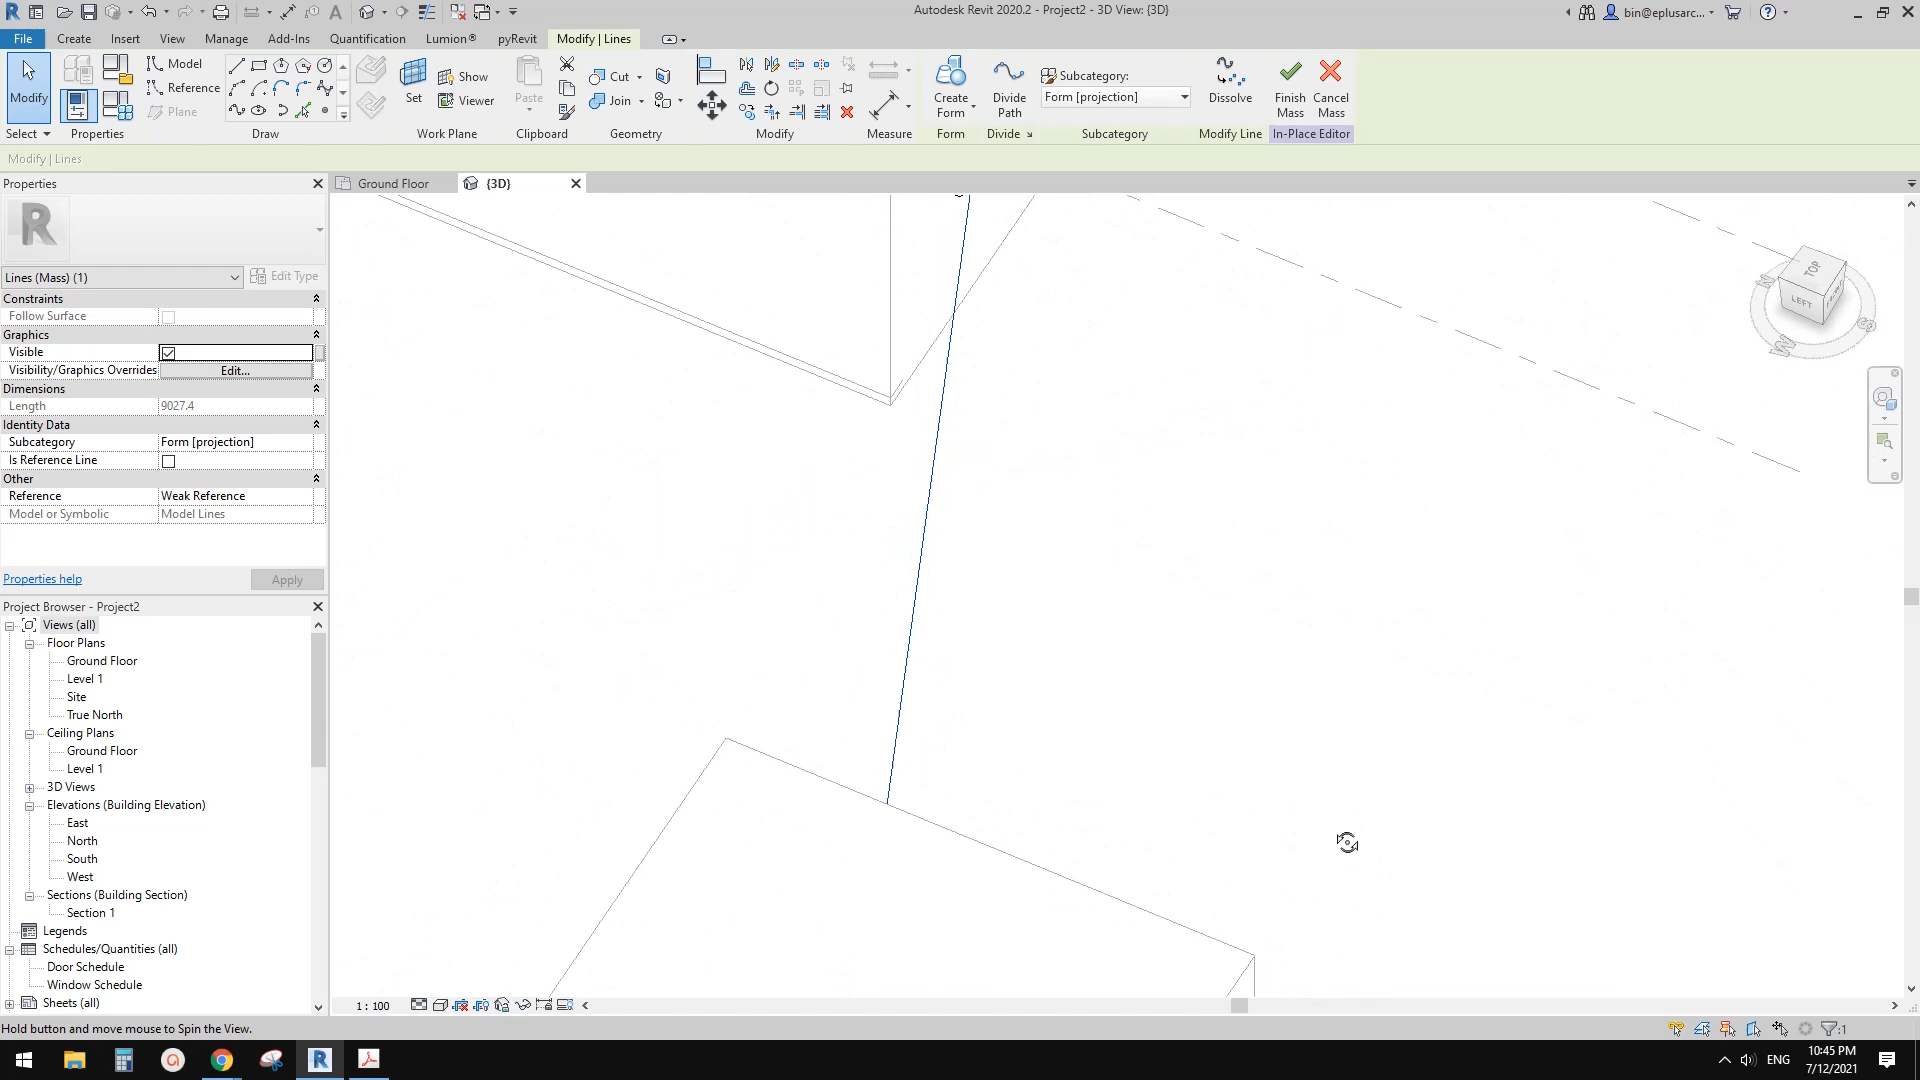 Autodesk Revit 2020.2 - Project2 - 3D View: {3D}
bin@eplusarc...
File Create Insert View Manage Add-Ins Quantification Lumion® pyRevit Modify | Lines
Modify
Select
Properties
Model
Reference
Plane
Draw
Set
Show
Viewer
Work Plane
Paste
Clipboard
Cut
Join
Geometry
Modify
Measure
Create Form
Form
Divide Path
Divide
Subcategory:
Form [projection]
Subcategory
Dissolve
Modify Line
Finish Mass
Cancel Mass
In-Place Editor
Modify | Lines
Properties
Ground Floor
{3D}
R
Lines (Mass) (1)
Edit Type
Constraints
Follow Surface
Graphics
Visible
Visibility/Graphics Overrides Edit...
Dimensions
Length 9027.4
Identity Data
Subcategory Form [projection]
Is Reference Line
Other
Reference Weak Reference
Model or Symbolic Model Lines
Properties help
Apply
Project Browser - Project2
Views (all)
Floor Plans
Ground Floor
Level 1
Site
True North
Ceiling Plans
Ground Floor
Level 1
3D Views
Elevations (Building Elevation)
East
North
South
West
Sections (Building Section)
Section 1
Legends
Schedules/Quantities (all)
Door Schedule
Window Schedule
Sheets (all)
TOP
LEFT
N
W
S
1 : 100
Hold button and move mouse to Spin the View.
:1
ENG
10:45 PM
7/12/2021